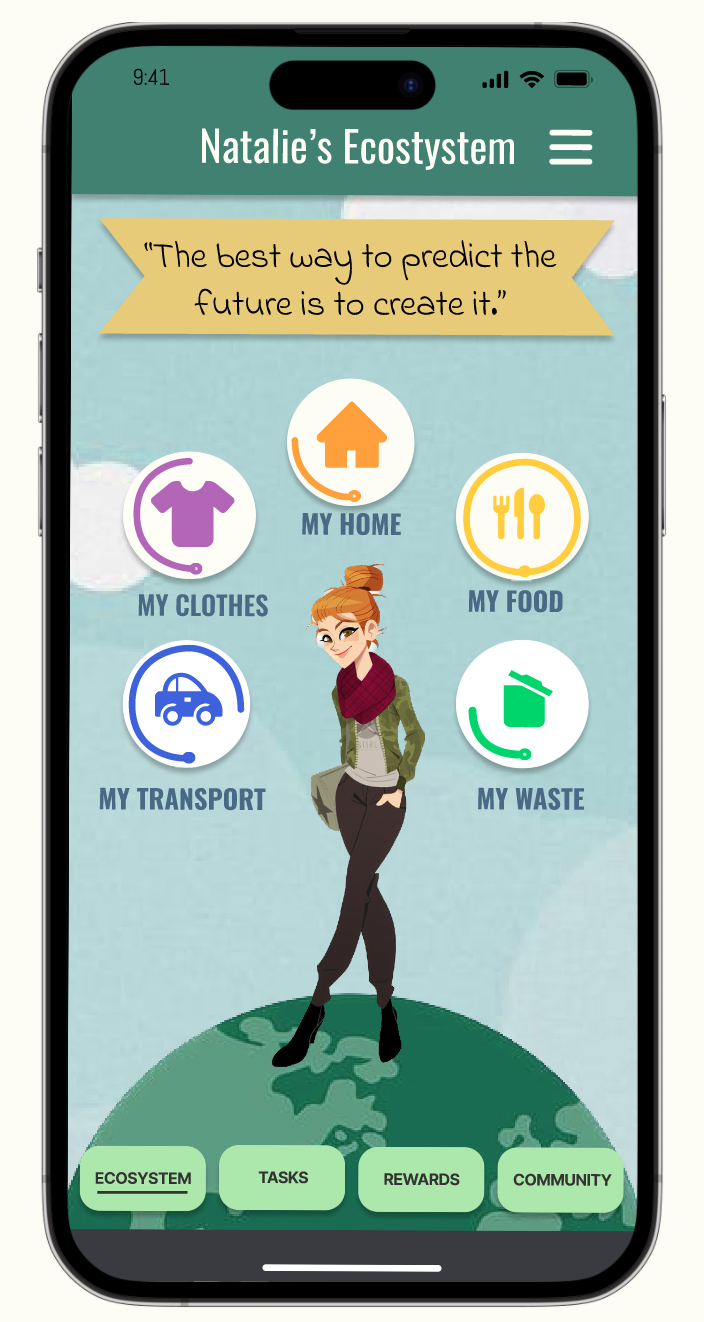 9:41
Natalie’s Ecostystem
“The best way to predict the
future is to create it.”
MY HOME
MY CLOTHES
MY FOOD
MY TRANSPORT
MY WASTE
ECOSYSTEM
TASKS
REWARDS
COMMUNITY